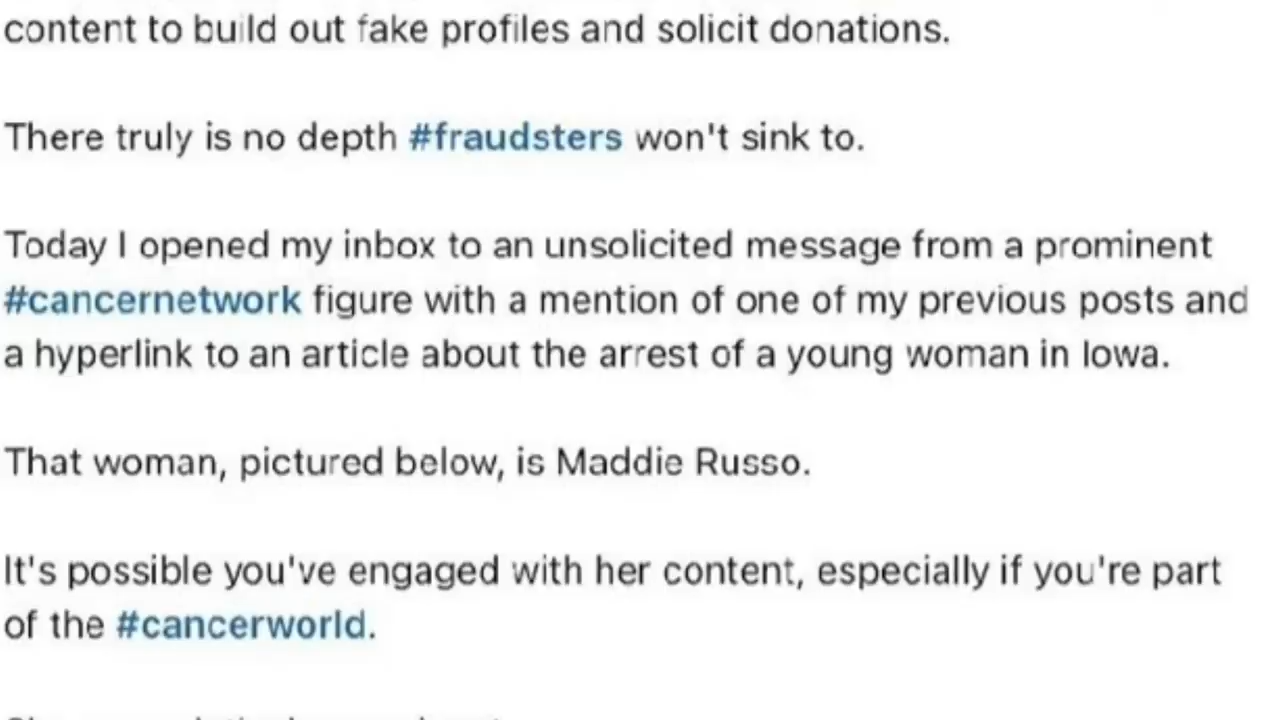 content to build out fake profiles and solicit donations.
There truly is no depth #fraudsters won't sink to.
Today I opened my inbox to an unsolicited message from a prominent
#cancernetwork figure with a mention of one of my previous posts and
a hyperlink to an article about the arrest of a young woman in Iowa.
That woman, pictured below, is Maddie Russo.
It's possible you've engaged with her content, especially if you're part
of the #cancerworld.